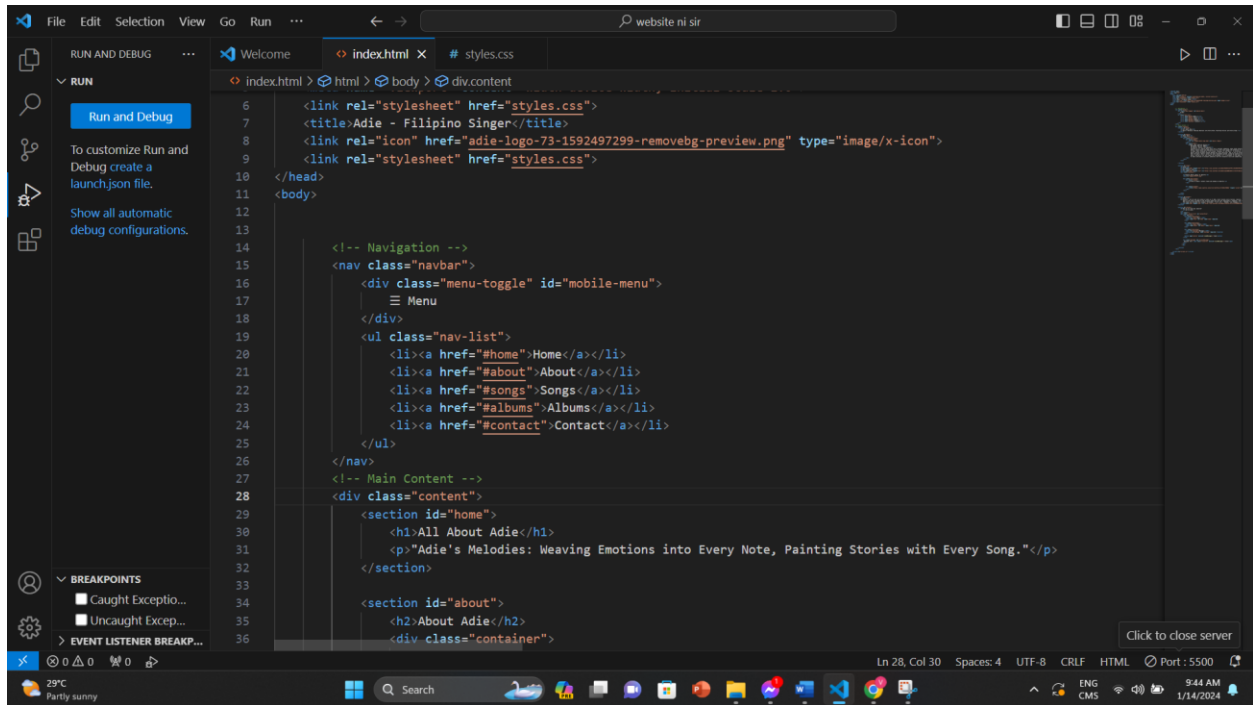 File Edit Selection View Go Run ··· website ni sir
RUN AND DEBUG ···
RUN
Run and Debug
To customize Run and
Debug create a
launch.json file.
Show all automatic
debug configurations.
BREAKPOINTS
Caught Exceptio...
Uncaught Excep...
EVENT LISTENER BREAKP...
Welcome index.html # styles.css
index.html > html > body > div.content
6 <link rel="stylesheet" href="styles.css">
7 <title>Adie - Filipino Singer</title>
8 <link rel="icon" href="adie-logo-73-1592497299-removebg-preview.png" type="image/x-icon">
9 <link rel="stylesheet" href="styles.css">
10 </head>
11 <body>
12
13
14 <!-- Navigation -->
15 <nav class="navbar">
16 <div class="menu-toggle" id="mobile-menu">
17 ☰ Menu
18 </div>
19 <ul class="nav-list">
20 <li><a href="#home">Home</a></li>
21 <li><a href="#about">About</a></li>
22 <li><a href="#songs">Songs</a></li>
23 <li><a href="#albums">Albums</a></li>
24 <li><a href="#contact">Contact</a></li>
25 </ul>
26 </nav>
27 <!-- Main Content -->
28 <div class="content">
29 <section id="home">
30 <h1>All About Adie</h1>
31 <p>"Adie's Melodies: Weaving Emotions into Every Note, Painting Stories with Every Song."</p>
32 </section>
33
34 <section id="about">
35 <h2>About Adie</h2>
36 <div class="container">
Click to close server
0 0 0 Ln 28, Col 30 Spaces: 4 UTF-8 CRLF HTML Port : 5500
29°C
Partly sunny
Search
ENG
CMS
9:44 AM
1/14/2024